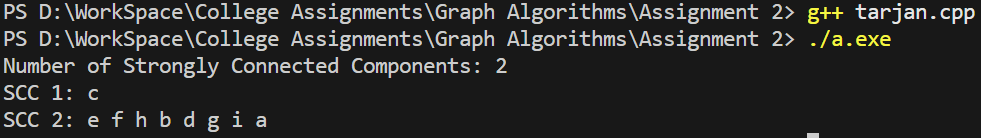 PS D:\WorkSpace\College Assignments\Graph Algorithms\Assignment 2> g++ tarjan.cpp
PS D:\WorkSpace\College Assignments\Graph Algorithms\Assignment 2> ./a.exe
Number of Strongly Connected Components: 2
SCC 1: c
SCC 2: e f h b d g i a